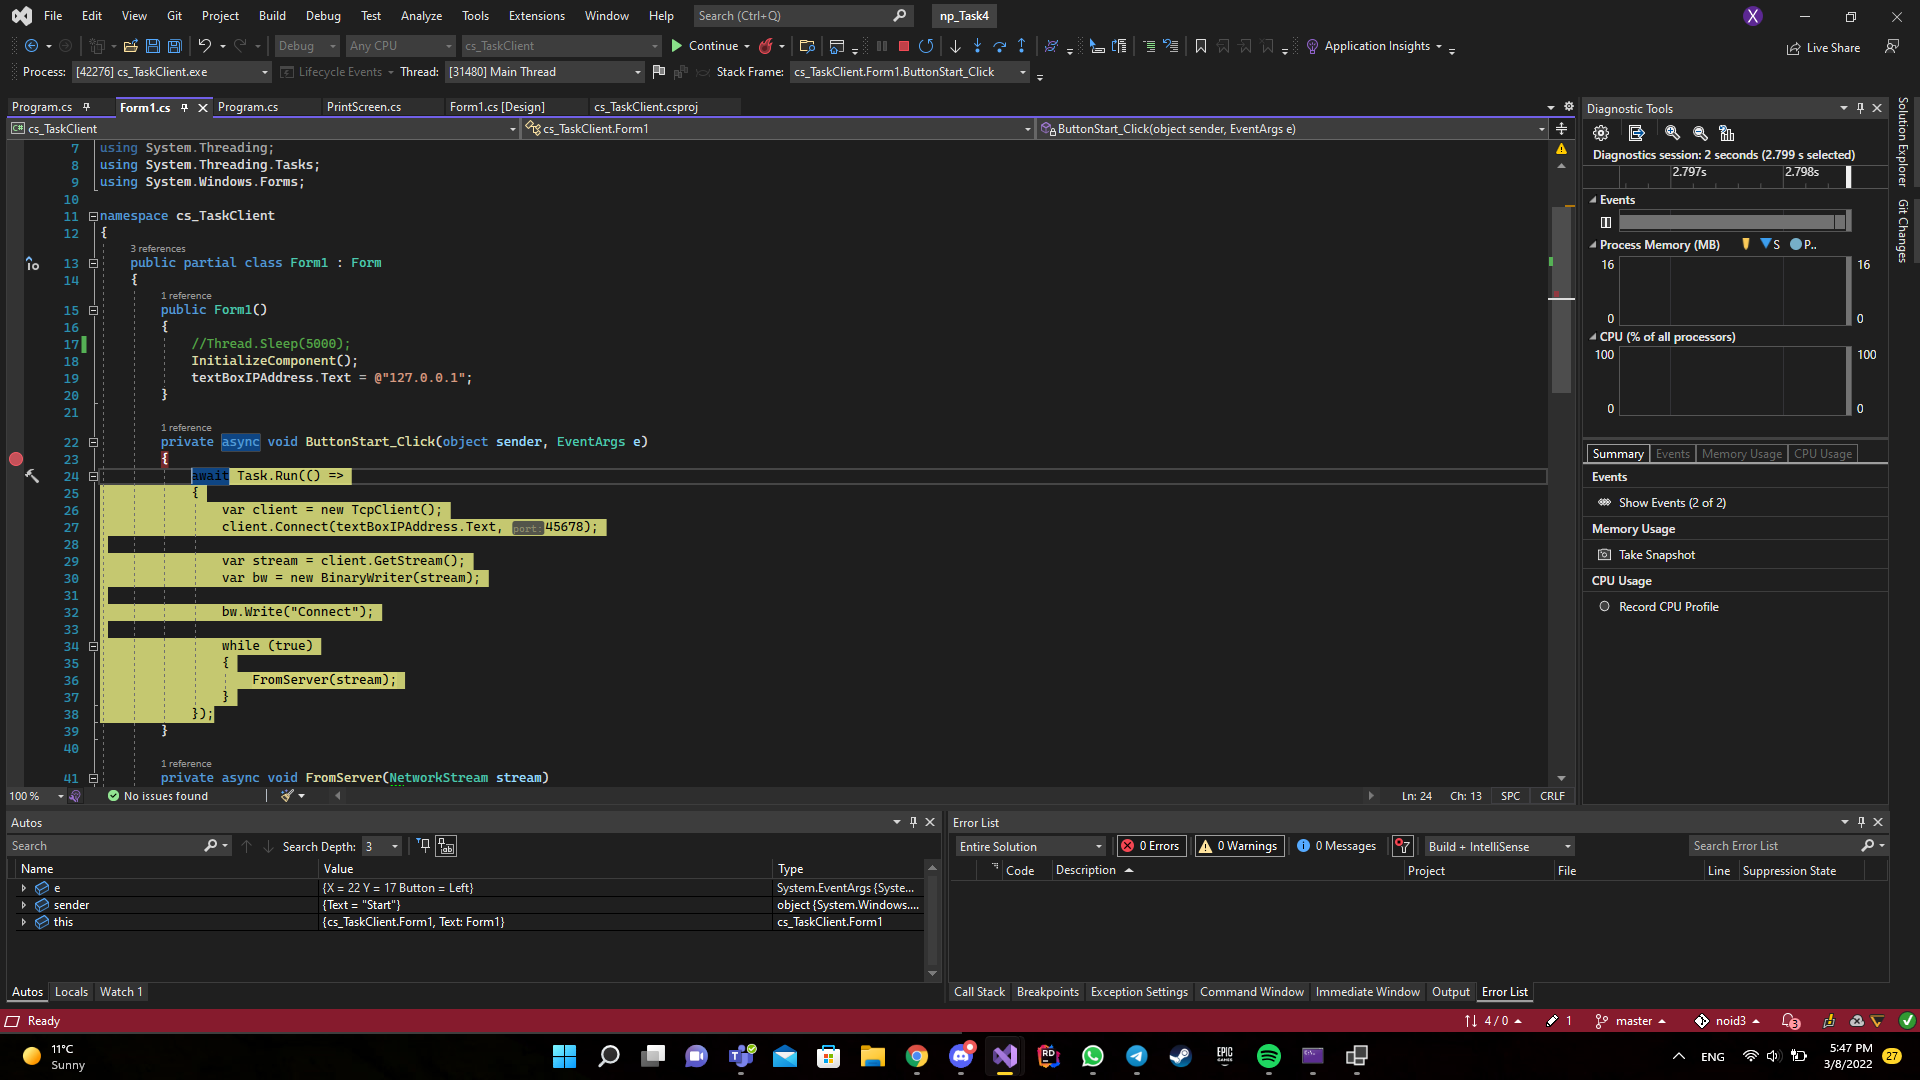 File Edit View Git Project Build Debug Test Analyze Tools Extensions Window Help Search (Ctrl+Q) np_Task4 X
Debug Any CPU cs_TaskClient Continue Application Insights Live Share
Process: [42276] cs_TaskClient.exe Lifecycle Events Thread: [31480] Main Thread Stack Frame: cs_TaskClient.Form1.ButtonStart_Click
Program.cs Form1.cs Program.cs PrintScreen.cs Form1.cs [Design] cs_TaskClient.csproj
cs_TaskClient cs_TaskClient.Form1 ButtonStart_Click(object sender, EventArgs e)
7 using System.Threading;
8 using System.Threading.Tasks;
9 using System.Windows.Forms;
10
11 namespace cs_TaskClient
12 {
3 references
13 public partial class Form1 : Form
14 {
1 reference
15 public Form1()
16 {
17 //Thread.Sleep(5000);
18 InitializeComponent();
19 textBoxIPAddress.Text = @"127.0.0.1";
20 }
21
1 reference
22 private async void ButtonStart_Click(object sender, EventArgs e)
23 {
24 await Task.Run(() =>
25 {
26 var client = new TcpClient();
27 client.Connect(textBoxIPAddress.Text, port: 45678);
28
29 var stream = client.GetStream();
30 var bw = new BinaryWriter(stream);
31
32 bw.Write("Connect");
33
34 while (true)
35 {
36 FromServer(stream);
37 }
38 });
39 }
40
1 reference
41 private async void FromServer(NetworkStream stream)
100 % No issues found Ln: 24 Ch: 13 SPC CRLF
Diagnostic Tools
Diagnostics session: 2 seconds (2.799 s selected)
2.797s 2.798s
Events
Process Memory (MB) S P..
16 16
0 0
CPU (% of all processors)
100 100
0 0
Summary Events Memory Usage CPU Usage
Events
Show Events (2 of 2)
Memory Usage
Take Snapshot
CPU Usage
Record CPU Profile
Solution Explorer
Git Changes
Autos
Search Search Depth: 3
Name Value Type
e {X = 22 Y = 17 Button = Left} System.EventArgs {Syste...
sender {Text = "Start"} object {System.Windows....
this {cs_TaskClient.Form1, Text: Form1} cs_TaskClient.Form1
Autos Locals Watch 1
Error List
Entire Solution 0 Errors 0 Warnings 0 Messages Build + IntelliSense Search Error List
Code Description Project File Line Suppression State
Call Stack Breakpoints Exception Settings Command Window Immediate Window Output Error List
Ready 4 / 0 1 master noid3 3
11°C
Sunny
RD
EPIC GAMES
ENG
5:47 PM
3/8/2022
27